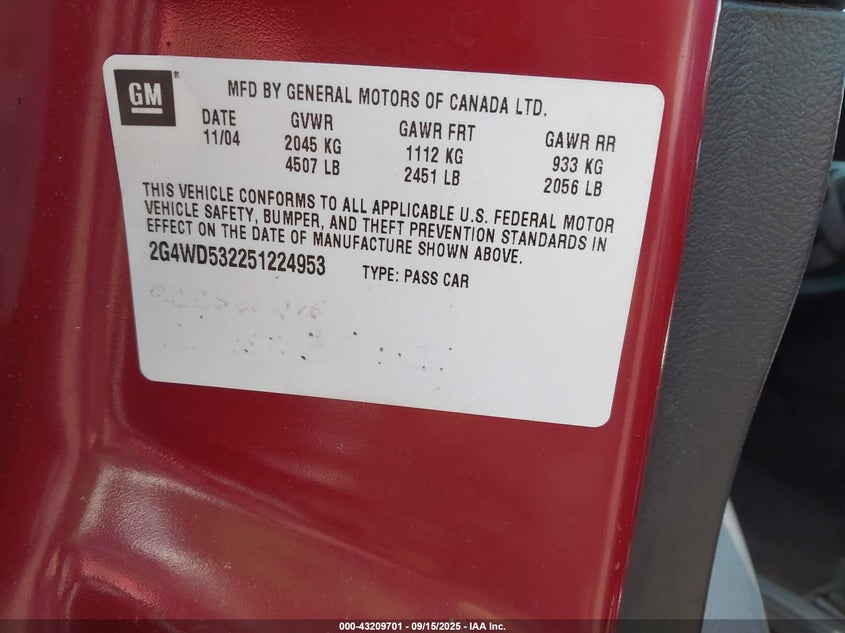 GM ®
MFD BY GENERAL MOTORS OF CANADA LTD.
DATE GVWR GAWR FRT GAWR RR
11/04 2045 KG 1112 KG 933 KG
4507 LB 2451 LB 2056 LB
THIS VEHICLE CONFORMS TO ALL APPLICABLE U.S. FEDERAL MOTOR
VEHICLE SAFETY, BUMPER, AND THEFT PREVENTION STANDARDS IN
EFFECT ON THE DATE OF MANUFACTURE SHOWN ABOVE.
2G4WD532251224953 TYPE: PASS CAR
000-43209701 - 09/15/2025 - IAA Inc.